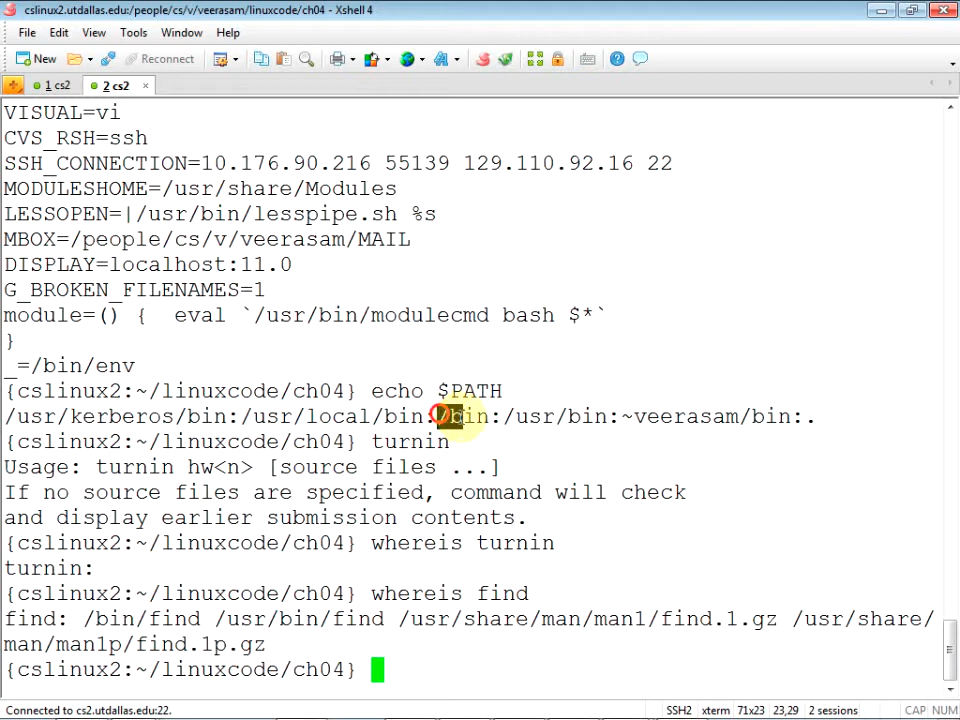 cslinux2.utdallas.edu:/people/cs/v/veerasam/linuxcode/ch04 - Xshell 4
File Edit View Tools Window Help
New Reconnect
1 cs2 2 cs2
VISUAL=vi
CVS_RSH=ssh
SSH_CONNECTION=10.176.90.216 55139 129.110.92.16 22
MODULESHOME=/usr/share/Modules
LESSOPEN=|/usr/bin/lesspipe.sh %s
MBOX=/people/cs/v/veerasam/MAIL
DISPLAY=localhost:11.0
G_BROKEN_FILENAMES=1
module=() {  eval `/usr/bin/modulecmd bash $*`
}
_=/bin/env
{cslinux2:~/linuxcode/ch04} echo $PATH
/usr/kerberos/bin:/usr/local/bin:/bin:/usr/bin:~veerasam/bin:.
{cslinux2:~/linuxcode/ch04} turnin
Usage: turnin hw<n> [source files ...]
If no source files are specified, command will check
and display earlier submission contents.
{cslinux2:~/linuxcode/ch04} whereis turnin
turnin:
{cslinux2:~/linuxcode/ch04} whereis find
find: /bin/find /usr/bin/find /usr/share/man/man1/find.1.gz /usr/share/
man/man1p/find.1p.gz
{cslinux2:~/linuxcode/ch04}
Connected to cs2.utdallas.edu:22. SSH2 xterm 71x23 23,29 2 sessions CAP NUM